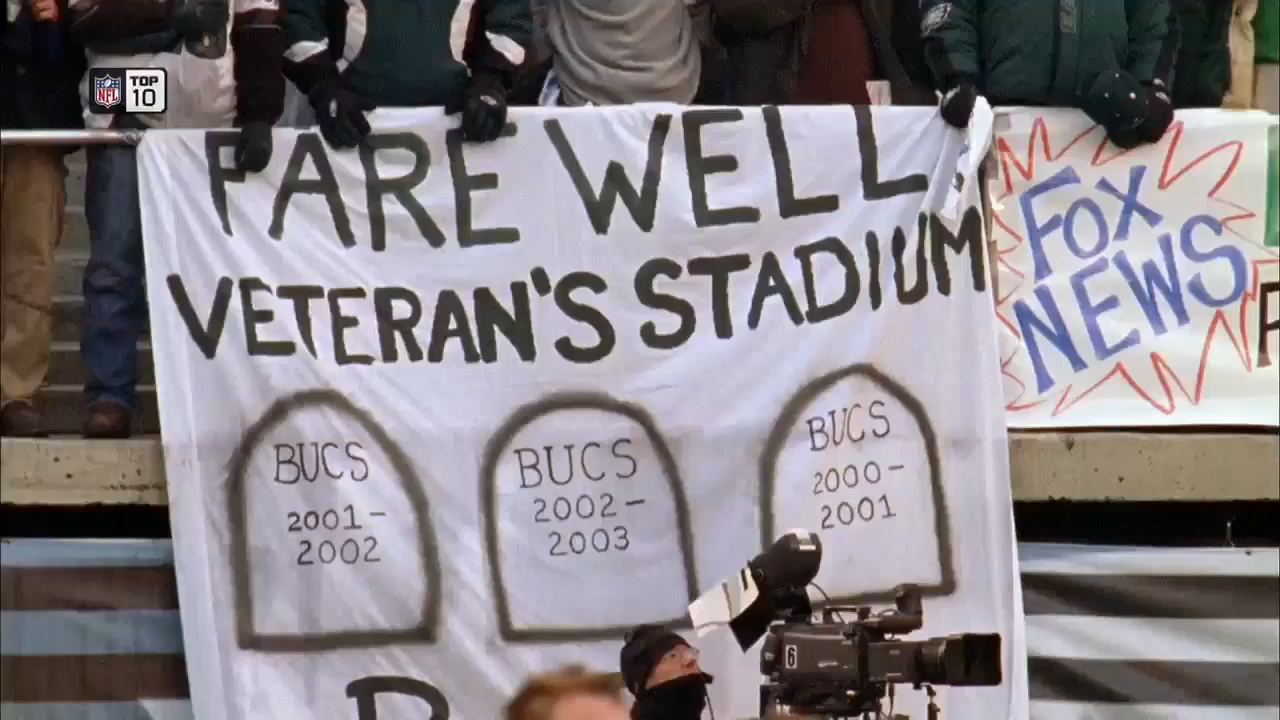 NFL
TOP
10
FARE WELL!
VETERAN'S STADIUM
FOX
NEWS
BUCS
2001-
2002
BUCS
2002-
2003
BUCS
2000-
2001
6